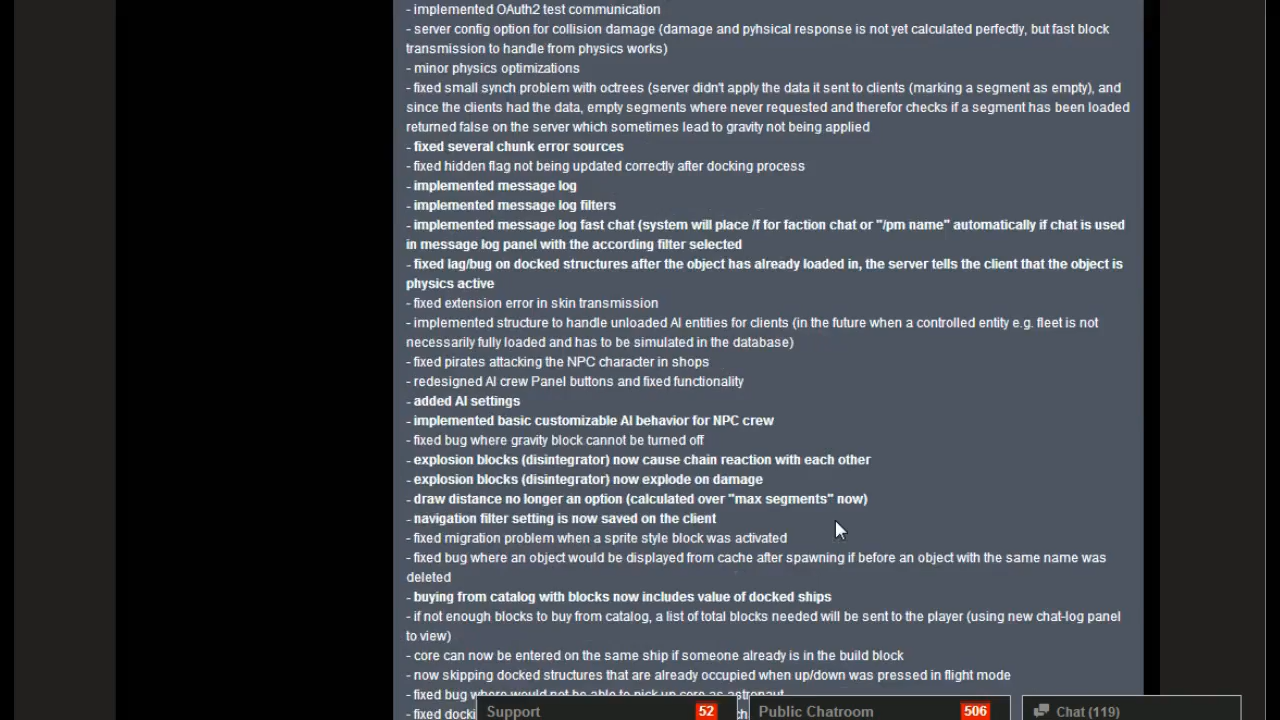 - implemented OAuth2 test communication
- server config option for collision damage (damage and pyhsical response is not yet calculated perfectly, but fast block
transmission to handle from physics works)
- minor physics optimizations
- fixed small synch problem with octrees (server didn't apply the data it sent to clients (marking a segment as empty), and
since the clients had the data, empty segments where never requested and therefor checks if a segment has been loaded
returned false on the server which sometimes lead to gravity not being applied
- fixed several chunk error sources
- fixed hidden flag not being updated correctly after docking process
- implemented message log
- implemented message log filters
- implemented message log fast chat (system will place /f for faction chat or "/pm name" automatically if chat is used
in message log panel with the according filter selected
- fixed lag/bug on docked structures after the object has already loaded in, the server tells the client that the object is
physics active
- fixed extension error in skin transmission
- implemented structure to handle unloaded AI entities for clients (in the future when a controlled entity e.g. fleet is not
necessarily fully loaded and has to be simulated in the database)
- fixed pirates attacking the NPC character in shops
- redesigned AI crew Panel buttons and fixed functionality
- added AI settings
- implemented basic customizable AI behavior for NPC crew
- fixed bug where gravity block cannot be turned off
- explosion blocks (disintegrator) now cause chain reaction with each other
- explosion blocks (disintegrator) now explode on damage
- draw distance no longer an option (calculated over "max segments" now)
- navigation filter setting is now saved on the client
- fixed migration problem when a sprite style block was activated
- fixed bug where an object would be displayed from cache after spawning if before an object with the same name was
deleted
- buying from catalog with blocks now includes value of docked ships
- if not enough blocks to buy from catalog, a list of total blocks needed will be sent to the player (using new chat-log panel
to view)
- core can now be entered on the same ship if someone already is in the build block
- now skipping docked structures that are already occupied when up/down was pressed in flight mode
- fixed bug where would not be able to pick up core as astronaut
- fixed
Support 52 Public Chatroom 506 Chat (119)